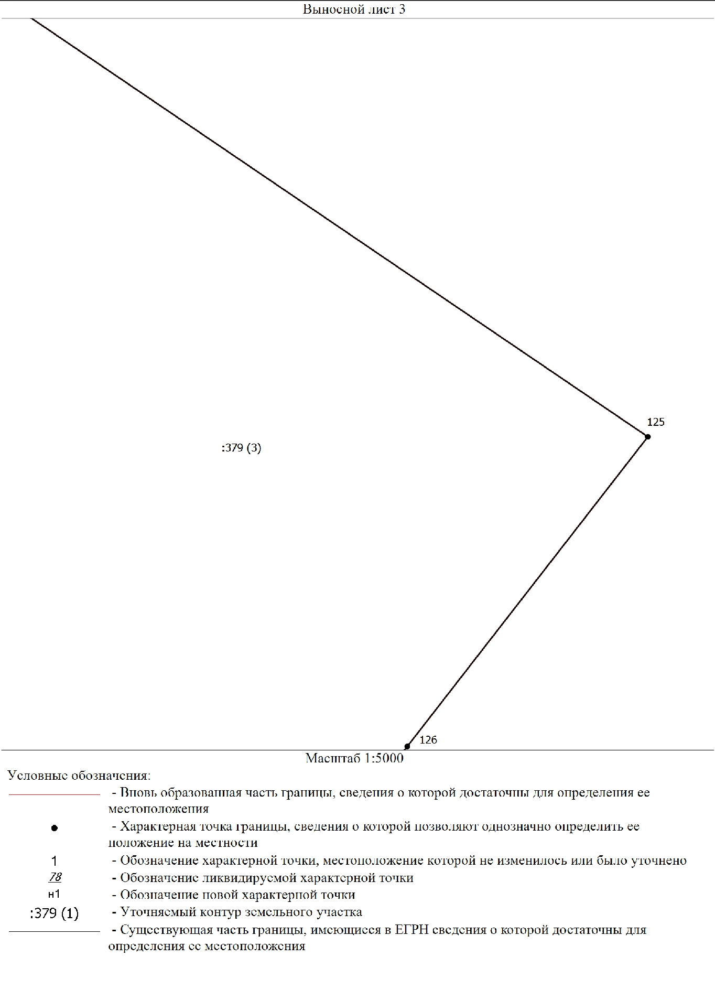 Выносной лист 3
125
:379 (3)
126
Масштаб 1:5000
Условные обозначения:
- Вновь образованная часть границы, сведения о которой достаточны для определения ее
местоположения
- Характерная точка границы, сведения о которой позволяют однозначно определить ее
положение на местности
1 - Обозначение характерной точки, местоположение которой не изменилось или было уточнено
78 - Обозначение ликвидируемой характерной точки
н1 - Обозначение новой характерной точки
:379 (1) - Уточняемый контур земельного участка
- Существующая часть границы, имеющиеся в ЕГРН сведения о которой достаточны для
определения ее местоположения